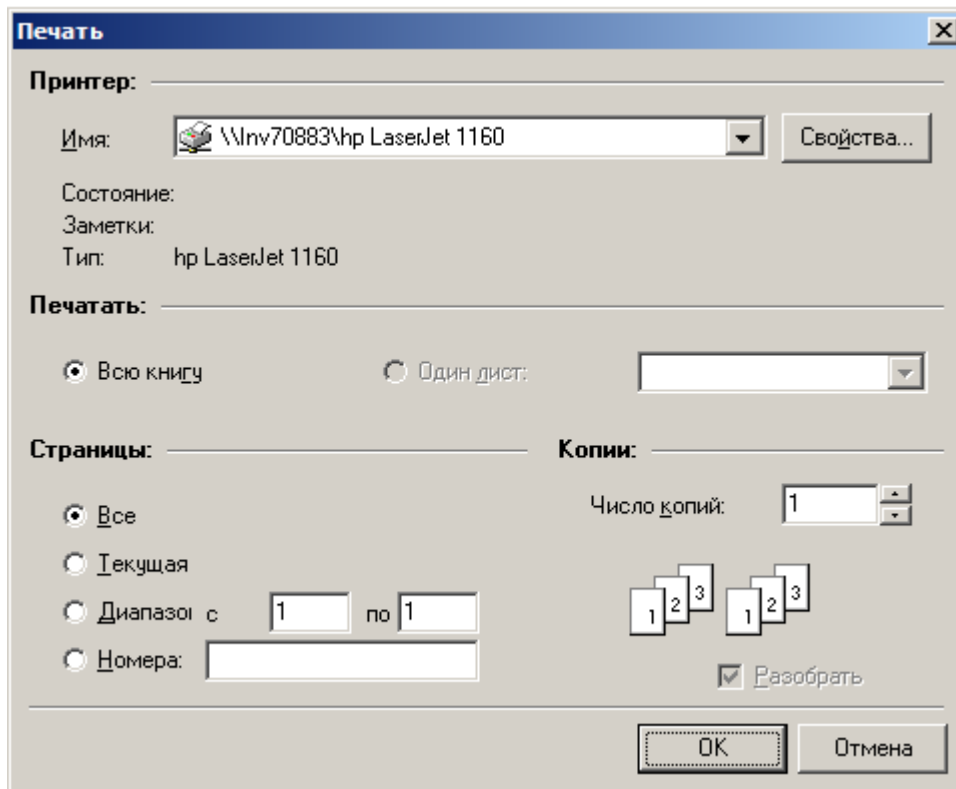 Печать
Принтер:
Имя: \\Inv70883\hp LaserJet 1160 Свойства...
Состояние:
Заметки:
Тип: hp LaserJet 1160
Печатать:
Всю книгу Один лист:
Страницы: Копии:
Все Число копий: 1
Текущая
Диапазон с 1 по 1
1 2 3 1 2 3
Номера:
Разобрать
OK Отмена